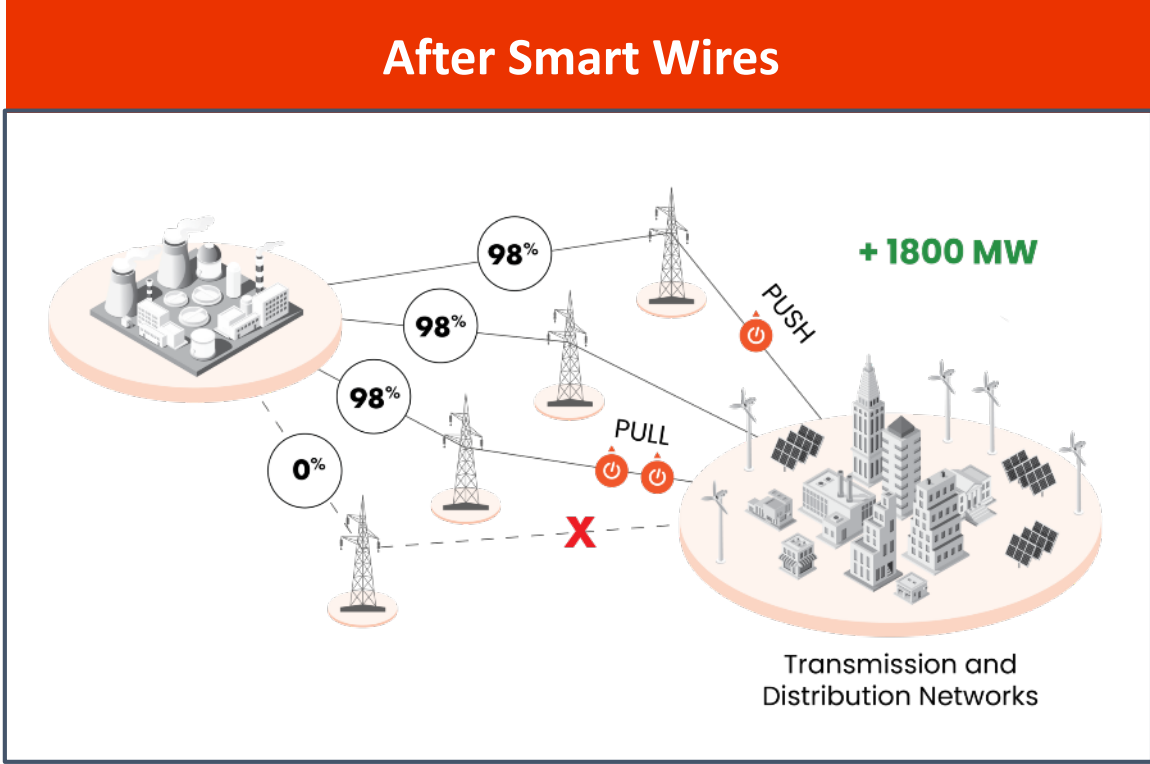 After Smart Wires
98%
+ 1800 MW
98%
PUSH
98%
PULL
0%
X
Transmission and
Distribution Networks